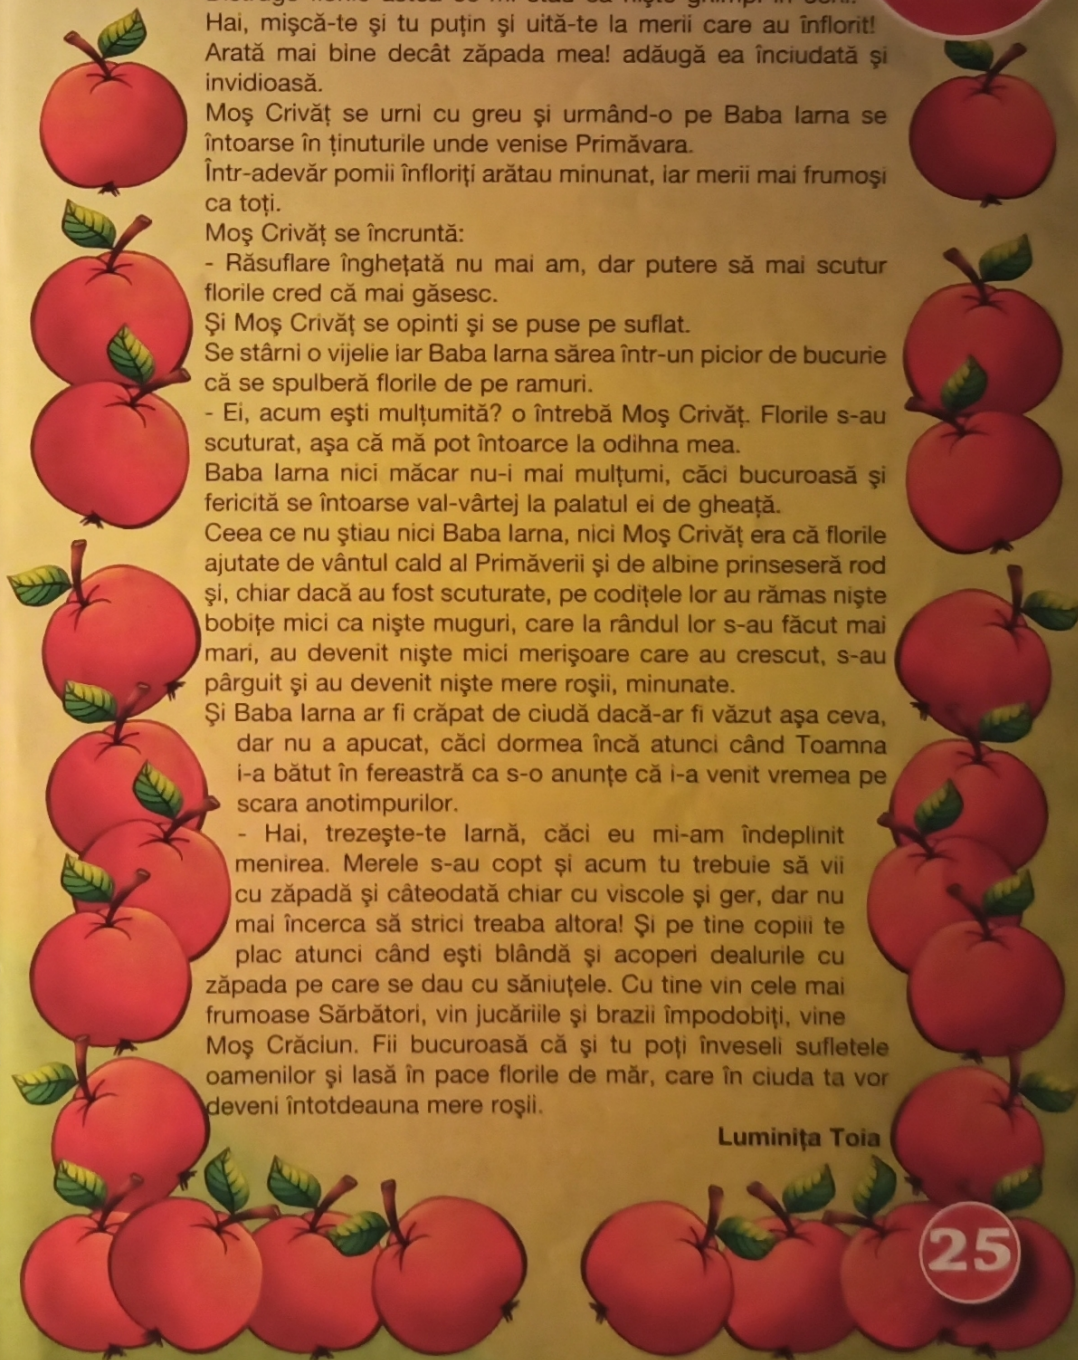 Hai, mişcă-te şi tu puţin şi uită-te la merii care au înflorit!
Arată mai bine decât zăpada mea! adăugă ea înciudată şi
invidioasă.
Moş Crivăţ se urni cu greu şi urmând-o pe Baba Iarna se
întoarse în ţinuturile unde venise Primăvara.
Într-adevăr pomii înfloriţi arătau minunat, iar merii mai frumoşi
ca toţi.
Moş Crivăţ se încruntă:
- Răsuflare îngheţată nu mai am, dar putere să mai scutur
florile cred că mai găsesc.
Şi Moş Crivăţ se opinti şi se puse pe suflat.
Se stârni o vijelie iar Baba Iarna sărea într-un picior de bucurie
că se spulberă florile de pe ramuri.
- Ei, acum eşti mulţumită? o întrebă Moş Crivăţ. Florile s-au
scuturat, aşa că mă pot întoarce la odihna mea.
Baba Iarna nici măcar nu-i mai mulţumi, căci bucuroasă şi
fericită se întoarse val-vârtej la palatul ei de gheaţă.
Ceea ce nu ştiau nici Baba Iarna, nici Moş Crivăţ era că florile
ajutate de vântul cald al Primăverii şi de albine prinseseră rod
şi, chiar dacă au fost scuturate, pe codiţele lor au rămas nişte
bobiţe mici ca nişte muguri, care la rândul lor s-au făcut mai
mari, au devenit nişte mici merişoare care au crescut, s-au
pârguit şi au devenit nişte mere roşii, minunate.
Şi Baba Iarna ar fi crăpat de ciudă dacă-ar fi văzut aşa ceva,
dar nu a apucat, căci dormea încă atunci când Toamna
i-a bătut în fereastră ca s-o anunţe că i-a venit vremea pe
scara anotimpurilor.
- Hai, trezeşte-te Iarnă, căci eu mi-am îndeplinit
menirea. Merele s-au copt şi acum tu trebuie să vii
cu zăpadă şi câteodată chiar cu viscole şi ger, dar nu
mai încerca să strici treaba altora! Şi pe tine copiii te
plac atunci când eşti blândă şi acoperi dealurile cu
zăpada pe care se dau cu săniuţele. Cu tine vin cele mai
frumoase Sărbători, vin jucăriile şi brazii împodobiţi, vine
Moş Crăciun. Fii bucuroasă că şi tu poţi înveseli sufletele
oamenilor şi lasă în pace florile de măr, care în ciuda ta vor
deveni întotdeauna mere roşii.
Luminiţa Toia
25